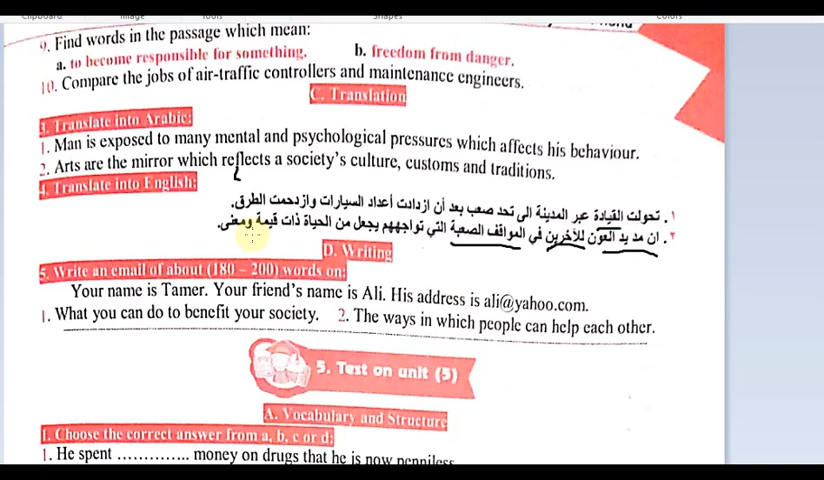 Clipboard Image Tools Shapes Colors
9. Find words in the passage which mean:
a. to become responsible for something. b. freedom from danger.
10. Compare the jobs of air-traffic controllers and maintenance engineers.
C. Translation
3. Translate into Arabic:
1. Man is exposed to many mental and psychological pressures which affects his behaviour.
2. Arts are the mirror which reflects a society's culture, customs and traditions.
4. Translate into English:
١. تحولت القيادة عبر المدينة الى تحد صعب بعد أن ازدادت أعداد السيارات وازدحمت الطرق.
٢. ان مد يد العون للآخرين في المواقف الصعبة التي تواجههم يجعل من الحياة ذات قيمة ومعنى.
D. Writing
5. Write an email of about (180 – 200) words on:
Your name is Tamer. Your friend's name is Ali. His address is ali@yahoo.com.
1. What you can do to benefit your society. 2. The ways in which people can help each other.
5. Test on unit (5)
A. Vocabulary and Structure
1. Choose the correct answer from a, b, c or d:
1. He spent .............. money on drugs that he is now penniless